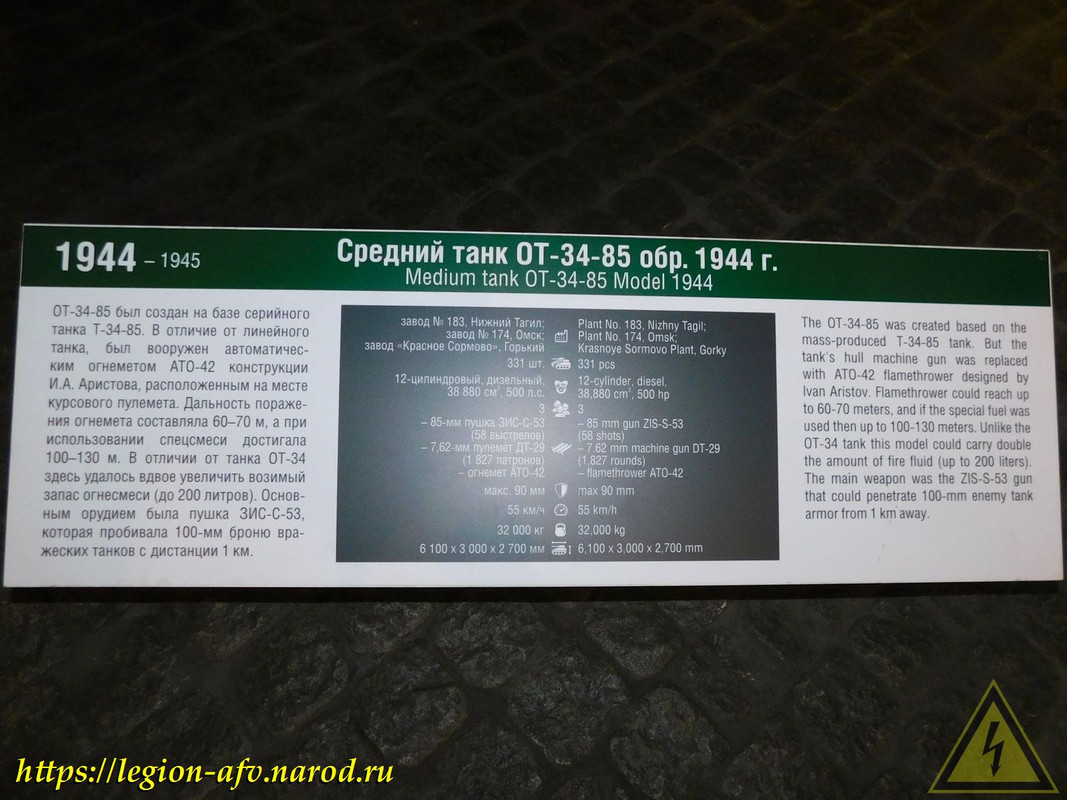 1944 – 1945
Средний танк ОТ-34-85 обр. 1944 г.
Medium tank OT-34-85 Model 1944
ОТ-34-85 был создан на базе серийного
танка Т-34-85. В отличие от линейного
танка, был вооружен автоматичес-
ким огнеметом АТО-42 конструкции
И.А. Аристова, расположенным на месте
курсового пулемета. Дальность пораже-
ния огнемета составляла 60–70 м, а при
использовании спецсмеси достигала
100–130 м. В отличии от танка ОТ-34
здесь удалось вдвое увеличить возимый
запас огнесмеси (до 200 литров). Основ-
ным орудием была пушка ЗИС-С-53,
которая пробивала 100-мм броню вра-
жеских танков с дистанции 1 км.
завод № 183, Нижний Тагил;
завод № 174, Омск;
завод «Красное Сормово», Горький
331 шт.
12-цилиндровый, дизельный,
38 880 см³, 500 л.с.
3
– 85-мм пушка ЗИС-С-53
(58 выстрелов)
– 7,62-мм пулемет ДТ-29
(1 827 патронов)
– огнемет АТО-42
макс. 90 мм
55 км/ч
32 000 кг
6 100 x 3 000 x 2 700 мм
Plant No. 183, Nizhny Tagil;
Plant No. 174, Omsk;
Krasnoye Sormovo Plant, Gorky
331 pcs
12-cylinder, diesel,
38,880 cm³, 500 hp
3
– 85 mm gun ZIS-S-53
(58 shots)
– 7.62 mm machine gun DT-29
(1,827 rounds)
– flamethrower ATO-42
max 90 mm
55 km/h
32,000 kg
6,100 x 3,000 x 2,700 mm
The OT-34-85 was created based on the
mass-produced T-34-85 tank. But the
tank's hull machine gun was replaced
with ATO-42 flamethrower designed by
Ivan Aristov. Flamethrower could reach up
to 60-70 meters, and if the special fuel was
used then up to 100-130 meters. Unlike the
OT-34 tank this model could carry double
the amount of fire fluid (up to 200 liters).
The main weapon was the ZIS-S-53 gun
that could penetrate 100-mm enemy tank
armor from 1 km away.
https://legion-afv.narod.ru